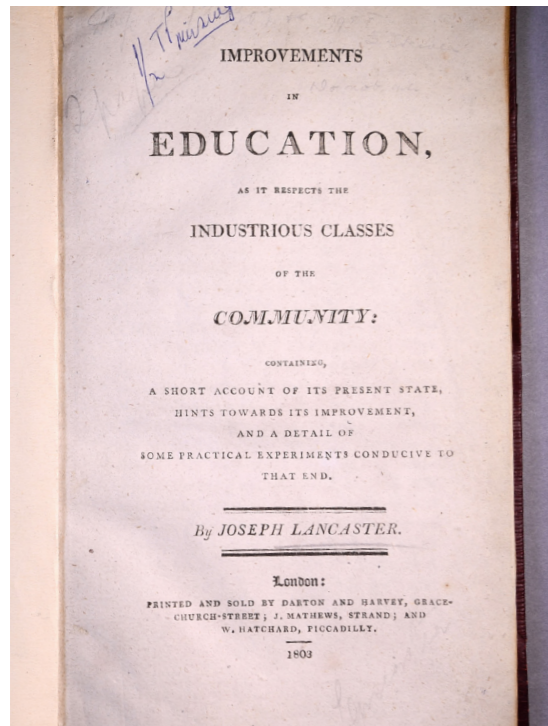 IMPROVEMENTS
IN
EDUCATION,
AS IT RESPECTS THE
INDUSTRIOUS CLASSES
OF THE
COMMUNITY:
CONTAINING,
A SHORT ACCOUNT OF ITS PRESENT STATE,
HINTS TOWARDS ITS IMPROVEMENT,
AND A DETAIL OF
SOME PRACTICAL EXPERIMENTS CONDUCIVE TO
THAT END.
By JOSEPH LANCASTER.
London:
PRINTED AND SOLD BY DARTON AND HARVEY, GRACE-
CHURCH-STREET; J. MATHEWS, STRAND; AND
W. HATCHARD, PICCADILLY.
1803